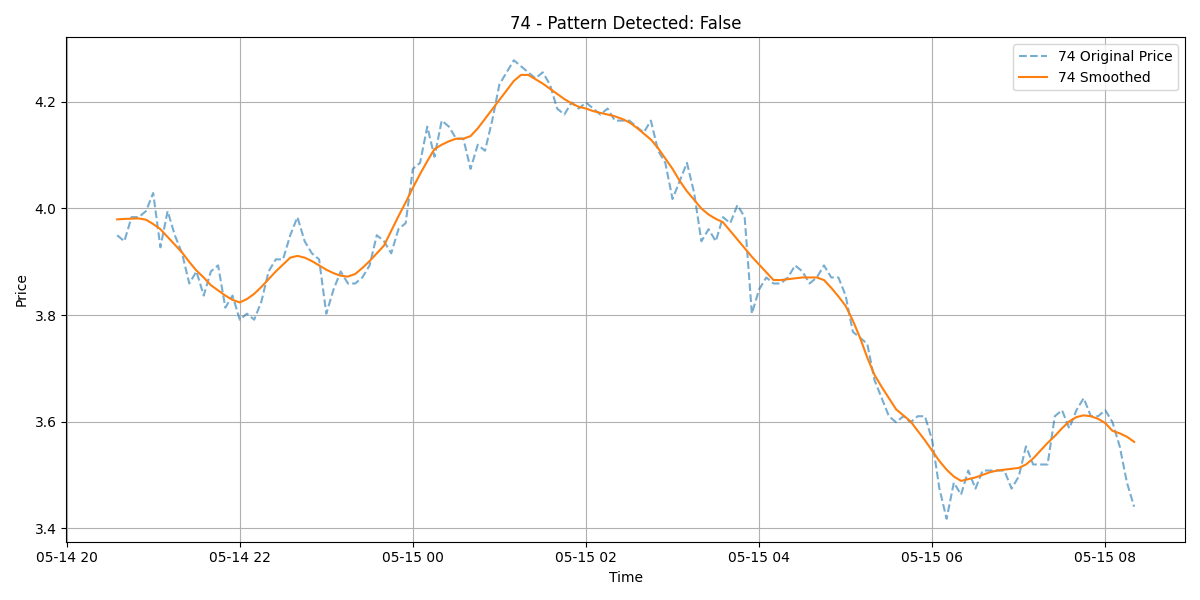 74 - Pattern Detected: False
74 Original Price
74 Smoothed
Price
4.2
4.0
3.8
3.6
3.4
05-14 20
05-14 22
05-15 00
05-15 02
05-15 04
05-15 06
05-15 08
Time